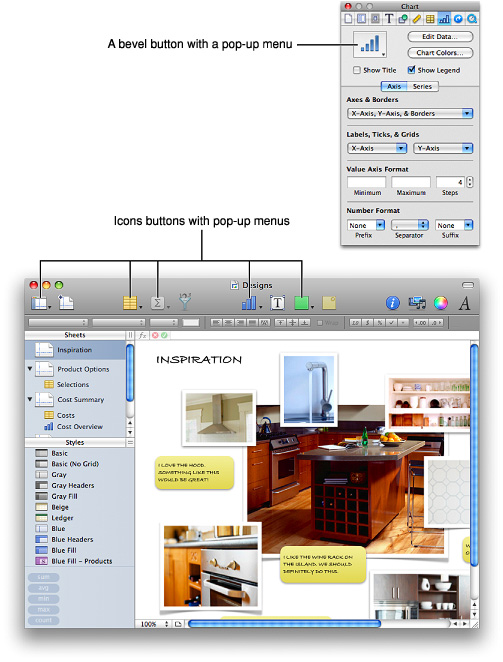 Chart
A bevel button with a pop-up menu
Edit Data...
Chart Colors...
Show Title
Show Legend
Axis Series
Axes & Borders
X-Axis, Y-Axis, & Borders
Labels, Ticks, & Grids
X-Axis Y-Axis
Value Axis Format
4
Minimum Maximum Steps
Number Format
None , None
Prefix Separator Suffix
Icons buttons with pop-up menus
Designs
Sheets
Inspiration
Product Options
Selections
Cost Summary
Costs
Cost Overview
Styles
Basic
Basic (No Grid)
Gray
Gray Headers
Gray Fill
Beige
Ledger
Blue
Blue Headers
Blue Fill
Blue Fill - Products
sum
avg
min
max
count
INSPIRATION
I LOVE THE HOOD.
SOMETHING LIKE THIS
WOULD BE GREAT!
I LIKE THE WINE RACK ON
THE ISLAND. WE SHOULD
DEFINITELY DO THIS.
100%